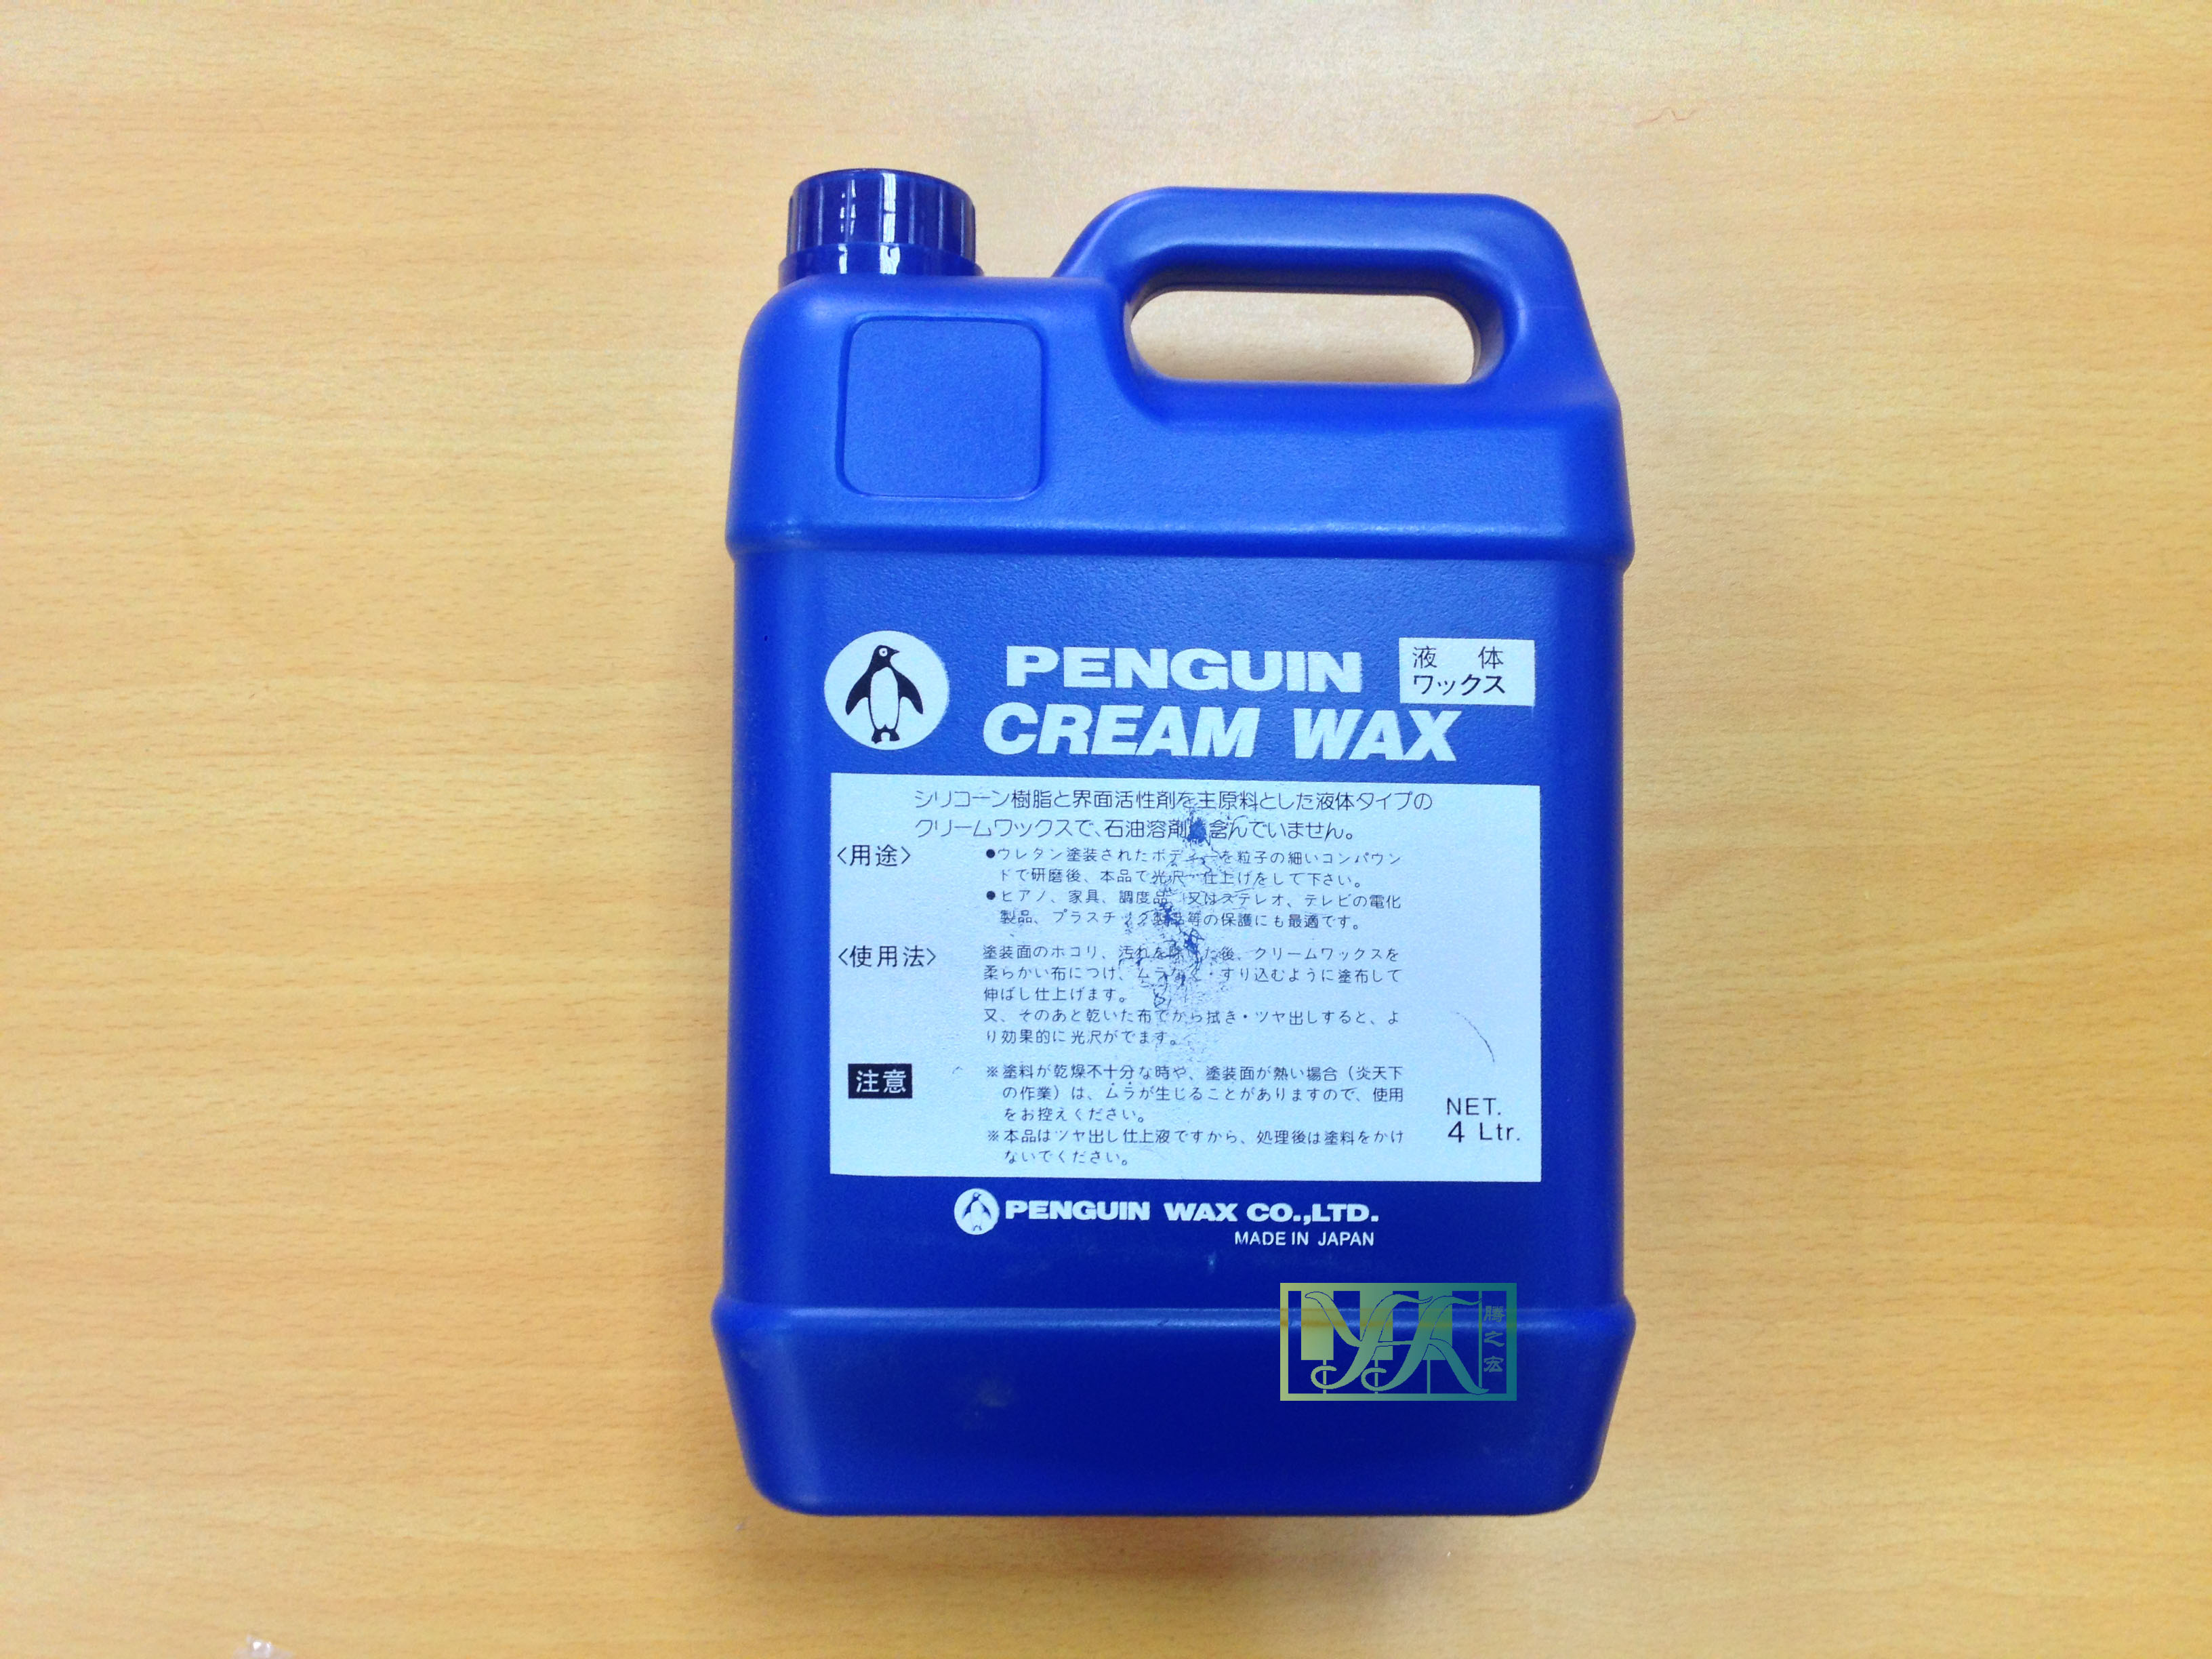 PENGUIN
液体
ワックス
CREAM WAX
シリコーン樹脂と界面活性剤を主原料とした液体タイプの
クリームワックスで、石油溶剤 含んでいません。
〈用途〉
●ウレタン塗装されたボディーを粒子の細いコンパウン
ドで研磨後、本品で光沢 仕上げをして下さい。
●ピアノ、家具、調度品、又はステレオ、テレビの電化
製品、プラスチック製品等の保護にも最適です。
〈使用法〉
塗装面のホコリ、汚れを除いた後、クリームワックスを
柔らかい布につけ、ムラなく・すり込むように塗布して
伸ばし仕上げます。
又、そのあと乾いた布でから拭き・ツヤ出しすると、よ
り効果的に光沢がでます。
注意
※塗料が乾燥不十分な時や、塗装面が熱い場合（炎天下
の作業）は、ムラが生じることがありますので、使用
をお控えください。
※本品はツヤ出し仕上液ですから、処理後は塗料をかけ
ないでください。
NET.
4 Ltr.
PENGUIN WAX CO.,LTD.
MADE IN JAPAN
腾之宏